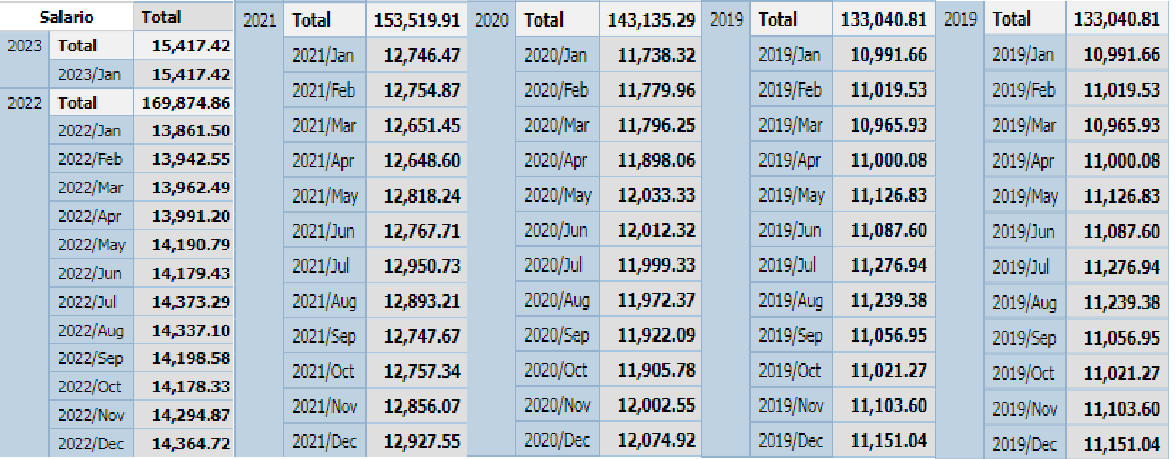 Salario Total
2023 Total 15,417.42
2023/Jan 15,417.42
2022 Total 169,874.86
2022/Jan 13,861.50
2022/Feb 13,942.55
2022/Mar 13,962.49
2022/Apr 13,991.20
2022/May 14,190.79
2022/Jun 14,179.43
2022/Jul 14,373.29
2022/Aug 14,337.10
2022/Sep 14,198.58
2022/Oct 14,178.33
2022/Nov 14,294.87
2022/Dec 14,364.72
2021 Total 153,519.91
2021/Jan 12,746.47
2021/Feb 12,754.87
2021/Mar 12,651.45
2021/Apr 12,648.60
2021/May 12,818.24
2021/Jun 12,767.71
2021/Jul 12,950.73
2021/Aug 12,893.21
2021/Sep 12,747.67
2021/Oct 12,757.34
2021/Nov 12,856.07
2021/Dec 12,927.55
2020 Total 143,135.29
2020/Jan 11,738.32
2020/Feb 11,779.96
2020/Mar 11,796.25
2020/Apr 11,898.06
2020/May 12,033.33
2020/Jun 12,012.32
2020/Jul 11,999.33
2020/Aug 11,972.37
2020/Sep 11,922.09
2020/Oct 11,905.78
2020/Nov 12,002.55
2020/Dec 12,074.92
2019 Total 133,040.81
2019/Jan 10,991.66
2019/Feb 11,019.53
2019/Mar 10,965.93
2019/Apr 11,000.08
2019/May 11,126.83
2019/Jun 11,087.60
2019/Jul 11,276.94
2019/Aug 11,239.38
2019/Sep 11,056.95
2019/Oct 11,021.27
2019/Nov 11,103.60
2019/Dec 11,151.04
2019 Total 133,040.81
2019/Jan 10,991.66
2019/Feb 11,019.53
2019/Mar 10,965.93
2019/Apr 11,000.08
2019/May 11,126.83
2019/Jun 11,087.60
2019/Jul 11,276.94
2019/Aug 11,239.38
2019/Sep 11,056.95
2019/Oct 11,021.27
2019/Nov 11,103.60
2019/Dec 11,151.04